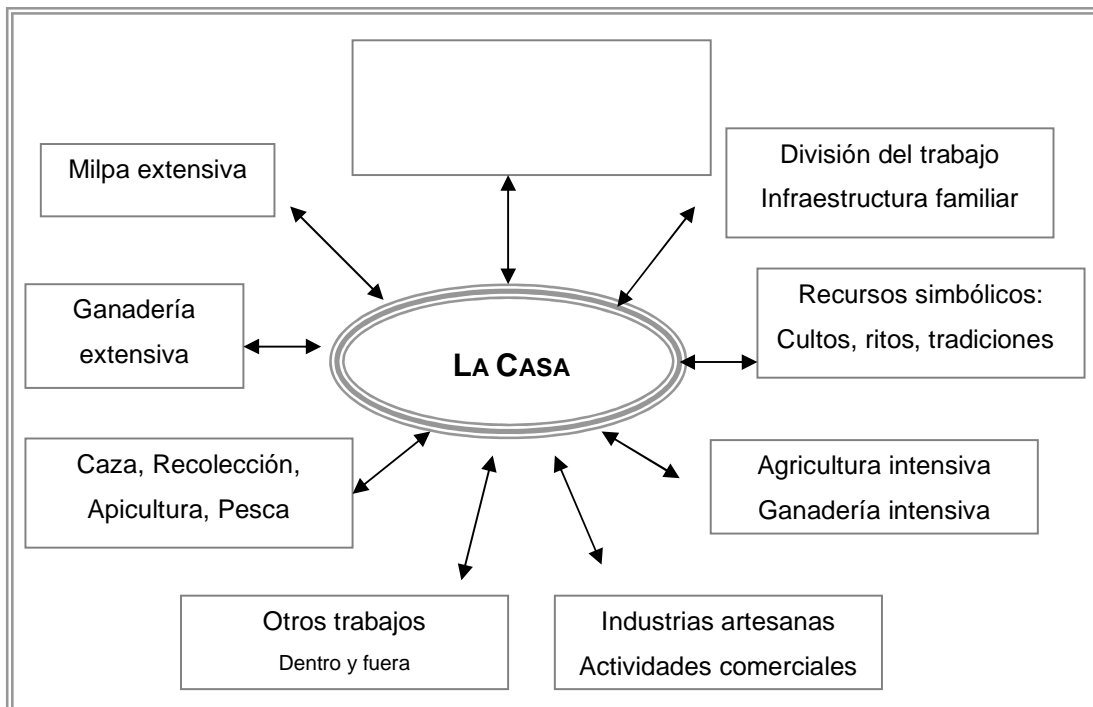 Milpa extensiva
División del trabajo
Infraestructura familiar
Ganadería
extensiva
LA CASA
Recursos simbólicos:
Cultos, ritos, tradiciones
Caza, Recolección,
Apicultura, Pesca
Agricultura intensiva
Ganadería intensiva
Otros trabajos
Dentro y fuera
Industrias artesanas
Actividades comerciales